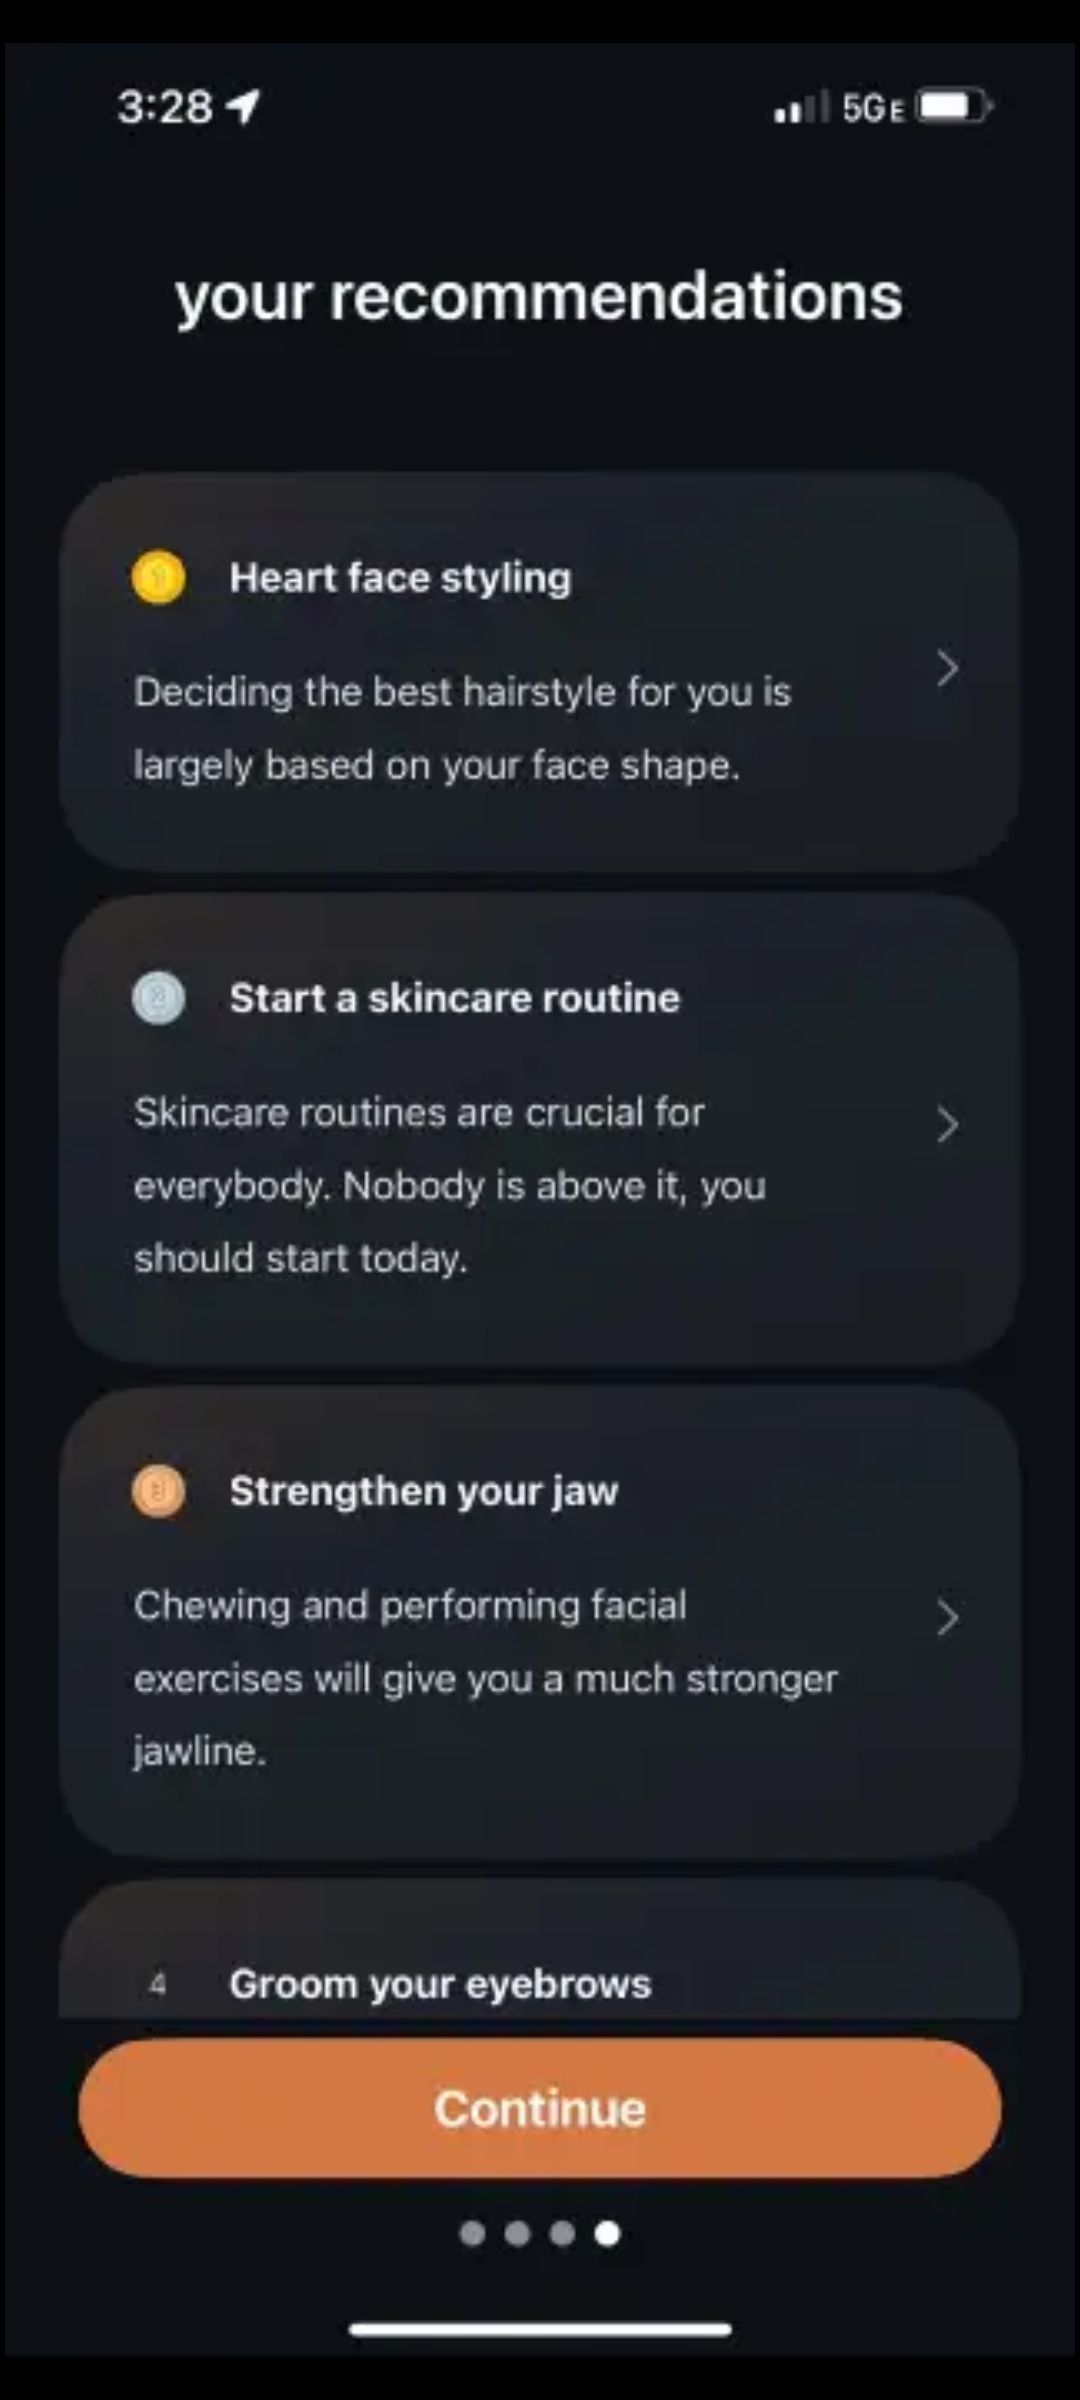 3:28
5GE
your recommendations
Heart face styling
Deciding the best hairstyle for you is
largely based on your face shape.
2
Start a skincare routine
Skincare routines are crucial for
everybody. Nobody is above it, you
should start today.
3
Strengthen your jaw
Chewing and performing facial
exercises will give you a much stronger
jawline.
4
Groom your eyebrows
Continue